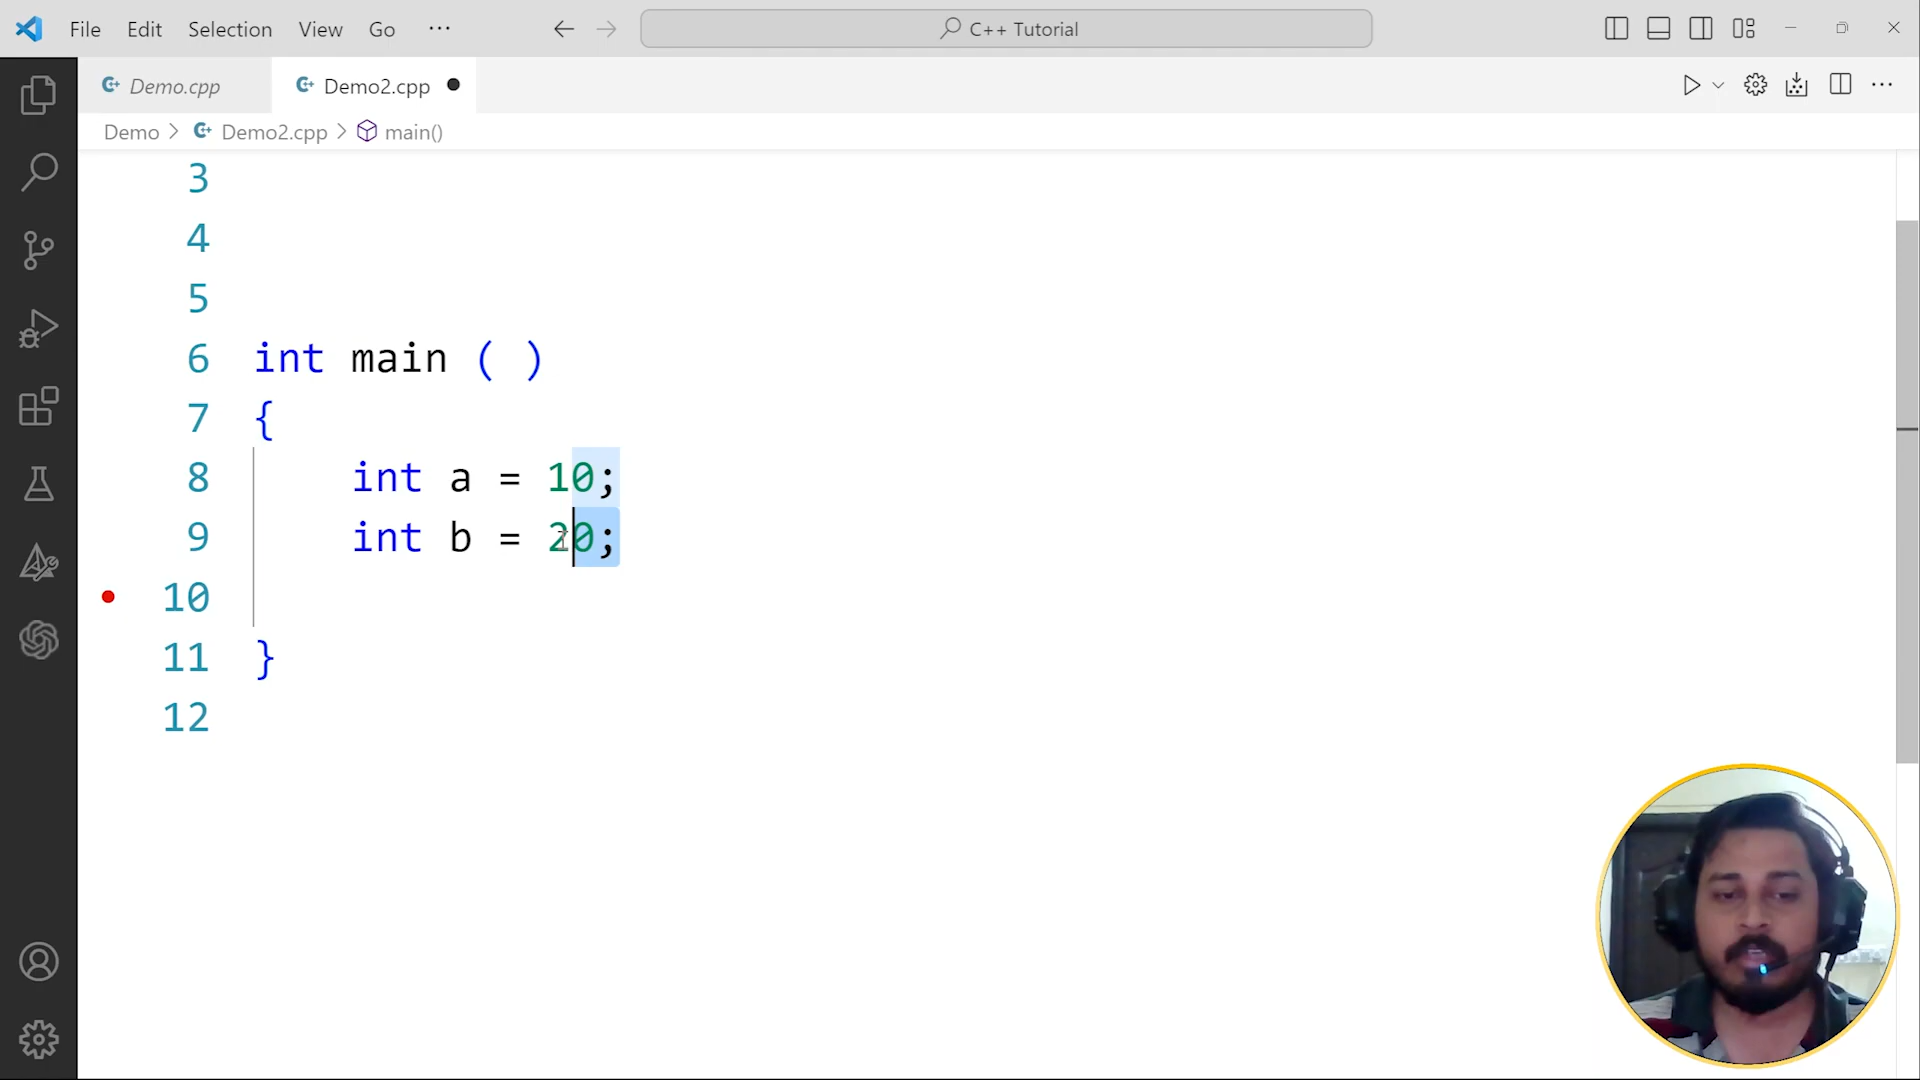 File Edit Selection View Go ··· C++ Tutorial
Demo.cpp Demo2.cpp
Demo > Demo2.cpp > main()
3
4
5
6 int main ( )
7 {
8 int a = 10;
9 int b = 20;
10
11 }
12